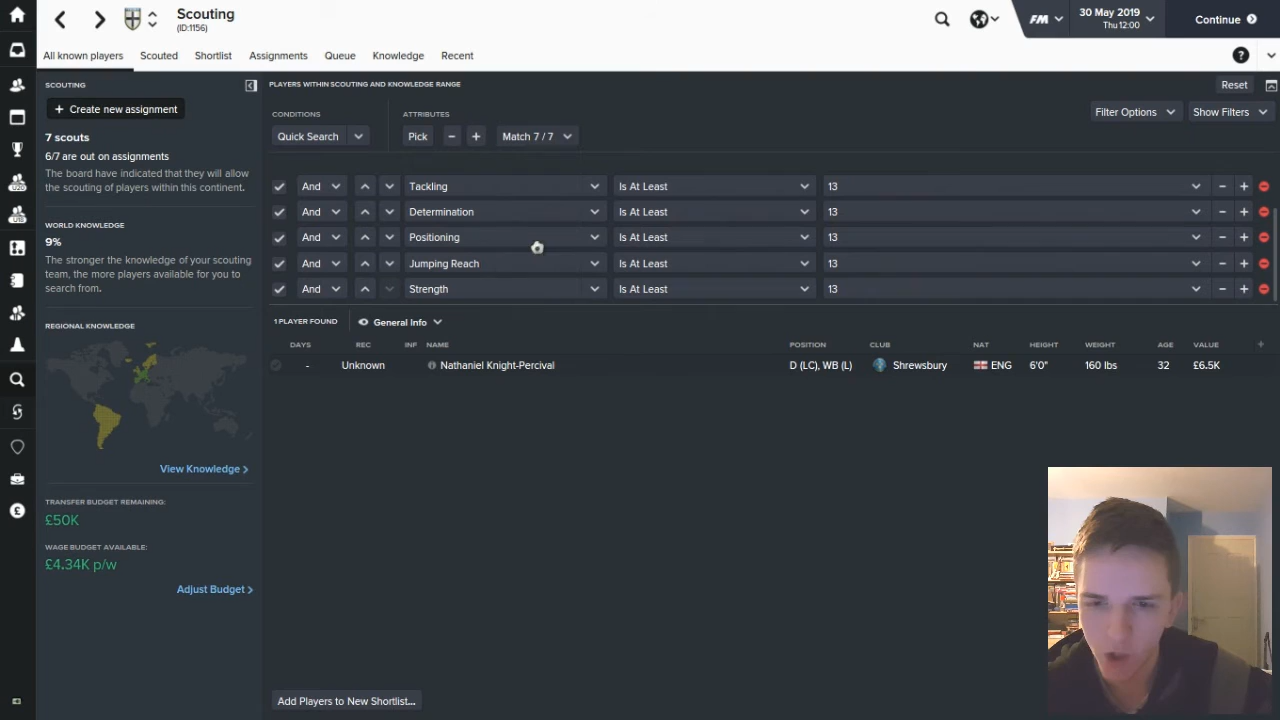 Scouting
(ID:1156)
FM
30 May 2019
Thu 12:00
Continue
All known players Scouted Shortlist Assignments Queue Knowledge Recent
?
SCOUTING
+ Create new assignment
7 scouts
6/7 are out on assignments
The board have indicated that they will allow
the scouting of players within this continent.
WORLD KNOWLEDGE
9%
The stronger the knowledge of your scouting
team, the more players available for you to
search from.
REGIONAL KNOWLEDGE
View Knowledge >
TRANSFER BUDGET REMAINING:
£50K
WAGE BUDGET AVAILABLE:
£4.34K p/w
Adjust Budget >
PLAYERS WITHIN SCOUTING AND KNOWLEDGE RANGE
Reset
CONDITIONS ATTRIBUTES
Filter Options Show Filters
Quick Search Pick - + Match 7 / 7
And Tackling Is At Least 13 - +
And Determination Is At Least 13 - +
And Positioning Is At Least 13 - +
And Jumping Reach Is At Least 13 - +
And Strength Is At Least 13 - +
1 PLAYER FOUND General Info
DAYS REC INF NAME POSITION CLUB NAT HEIGHT WEIGHT AGE VALUE +
- Unknown Nathaniel Knight-Percival D (LC), WB (L) Shrewsbury ENG 6'0" 160 lbs 32 £6.5K
Add Players to New Shortlist...